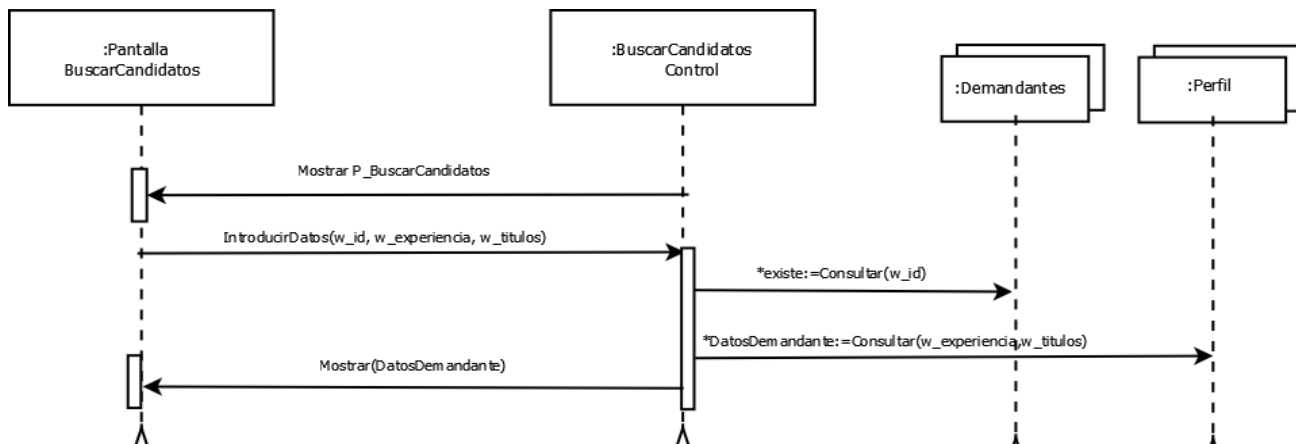 :Pantalla
BuscarCandidatos
:BuscarCandidatos
Control
:Demandantes
:Perfil
Mostrar P_BuscarCandidatos
IntroducirDatos(w_id, w_experiencia, w_titulos)
*existe:=Consultar(w_id)
*DatosDemandante:=Consultar(w_experiencia,w_titulos)
Mostrar(DatosDemandante)